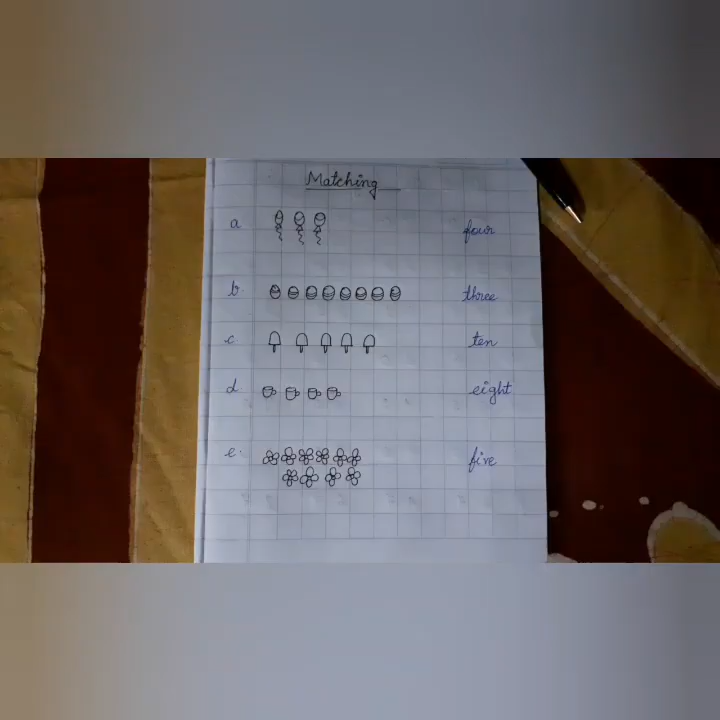 Matching
a four
b. three
c ten
d. eight
e. five